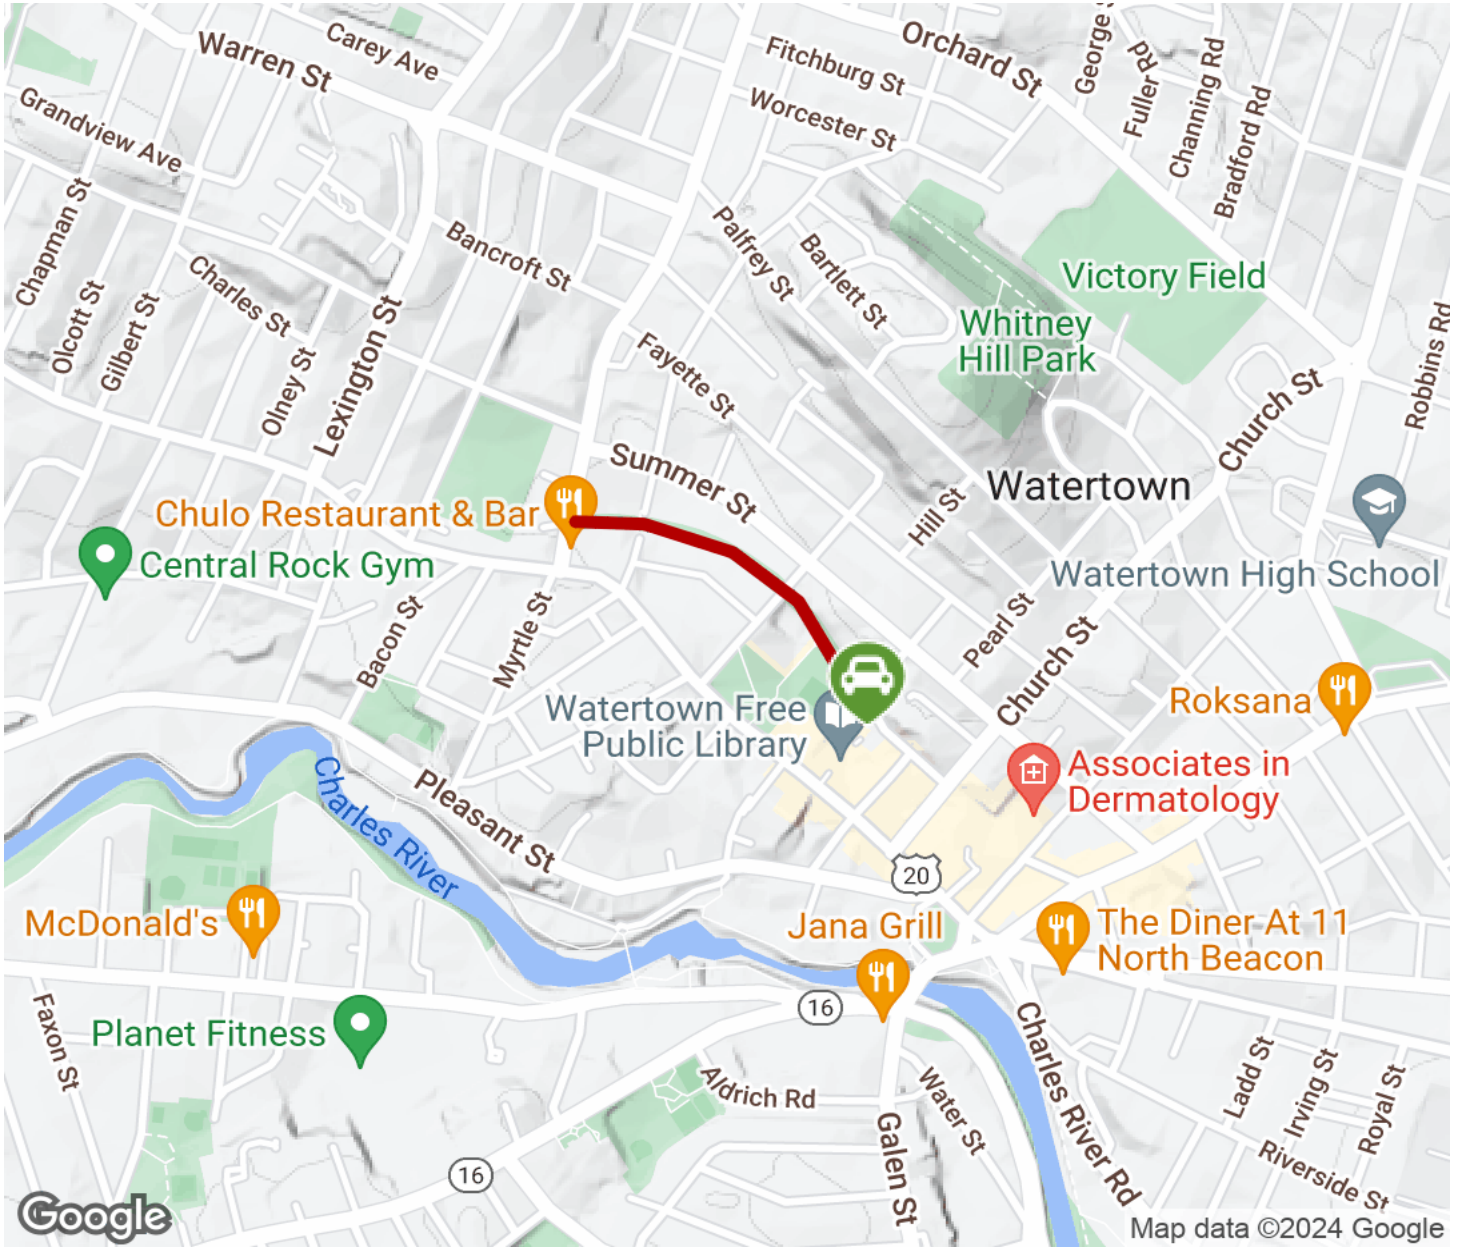 Carey Ave
Warren St
Orchard St
Fitchburg St
George S
Fuller Rd
Channing Rd
Bradford Rd
Grandview Ave
Worcester St
Chapman St
Bancroft St
Palfrey St
Bartlett St
Victory Field
Charles St
Olcott St
Gilbert St
Lexington St
Olney St
Fayette St
Whitney
Hill Park
Robbins Rd
Church St
Summer St
Watertown
Hill St
Chulo Restaurant & Bar
Central Rock Gym
Watertown High School
Bacon St
Myrtle St
Pearl St
Church St
Watertown Free
Public Library
Roksana
Associates in
Dermatology
Charles River
Pleasant St
20
McDonald's
Jana Grill
The Diner At 11
North Beacon
16
Planet Fitness
Faxon St
Aldrich Rd
Water St
Galen St
Charles River Rd
Ladd St
Irving St
Royal St
Riverside St
16
Google
Map data ©2024 Google